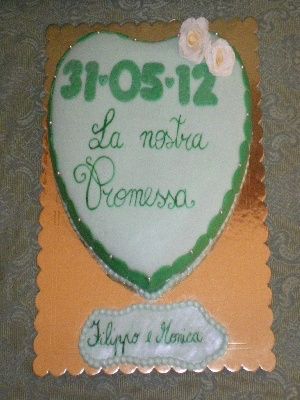 31·05·12
La nostra
Promessa
Filippo e Monica